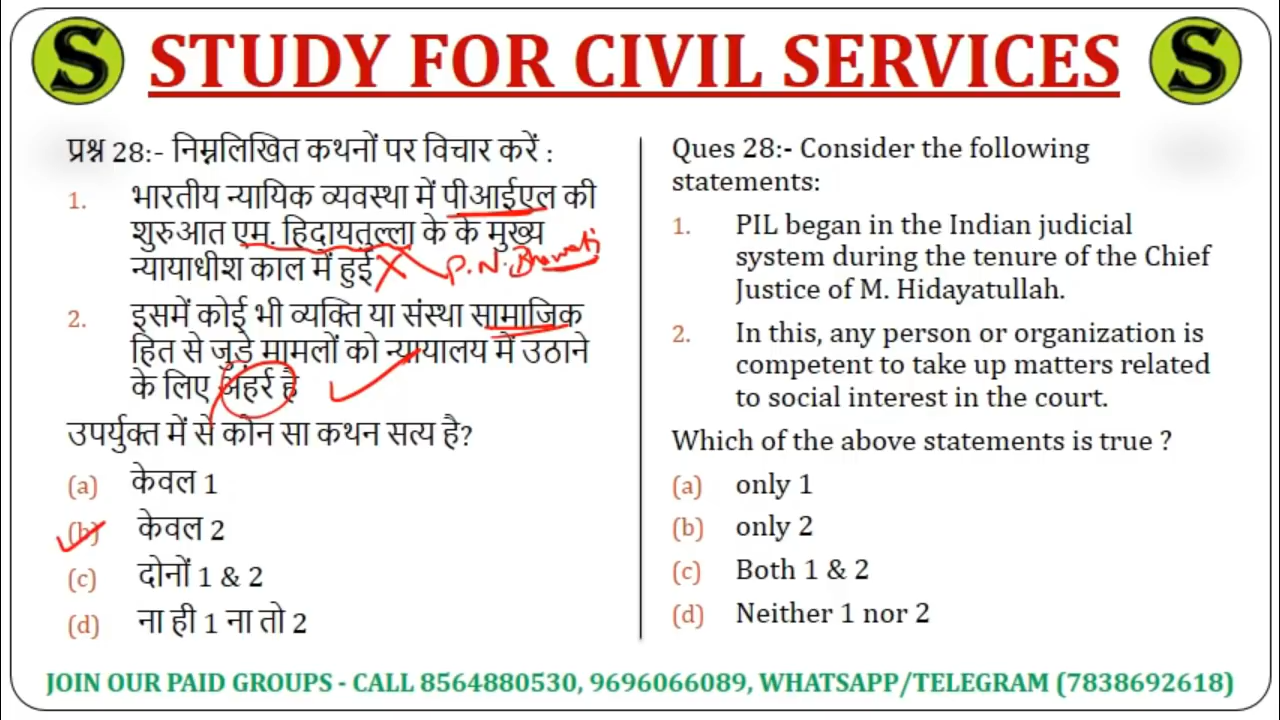 S STUDY FOR CIVIL SERVICES S
प्रश्न 28:- निम्नलिखित कथनों पर विचार करें :
1. भारतीय न्यायिक व्यवस्था में पीआईएल की
शुरुआत एम. हिदायतुल्ला के के मुख्य
न्यायाधीश काल में हुई
P. N. Bhawati
2. इसमें कोई भी व्यक्ति या संस्था सामाजिक
हित से जुड़े मामलों को न्यायालय में उठाने
के लिए अहर्र है
उपर्युक्त में से कौन सा कथन सत्य है?
(a) केवल 1
(b) केवल 2
(c) दोनों 1 & 2
(d) ना ही 1 ना तो 2
Ques 28:- Consider the following
statements:
1. PIL began in the Indian judicial
system during the tenure of the Chief
Justice of M. Hidayatullah.
2. In this, any person or organization is
competent to take up matters related
to social interest in the court.
Which of the above statements is true ?
(a) only 1
(b) only 2
(c) Both 1 & 2
(d) Neither 1 nor 2
JOIN OUR PAID GROUPS - CALL 8564880530, 9696066089, WHATSAPP/TELEGRAM (7838692618)